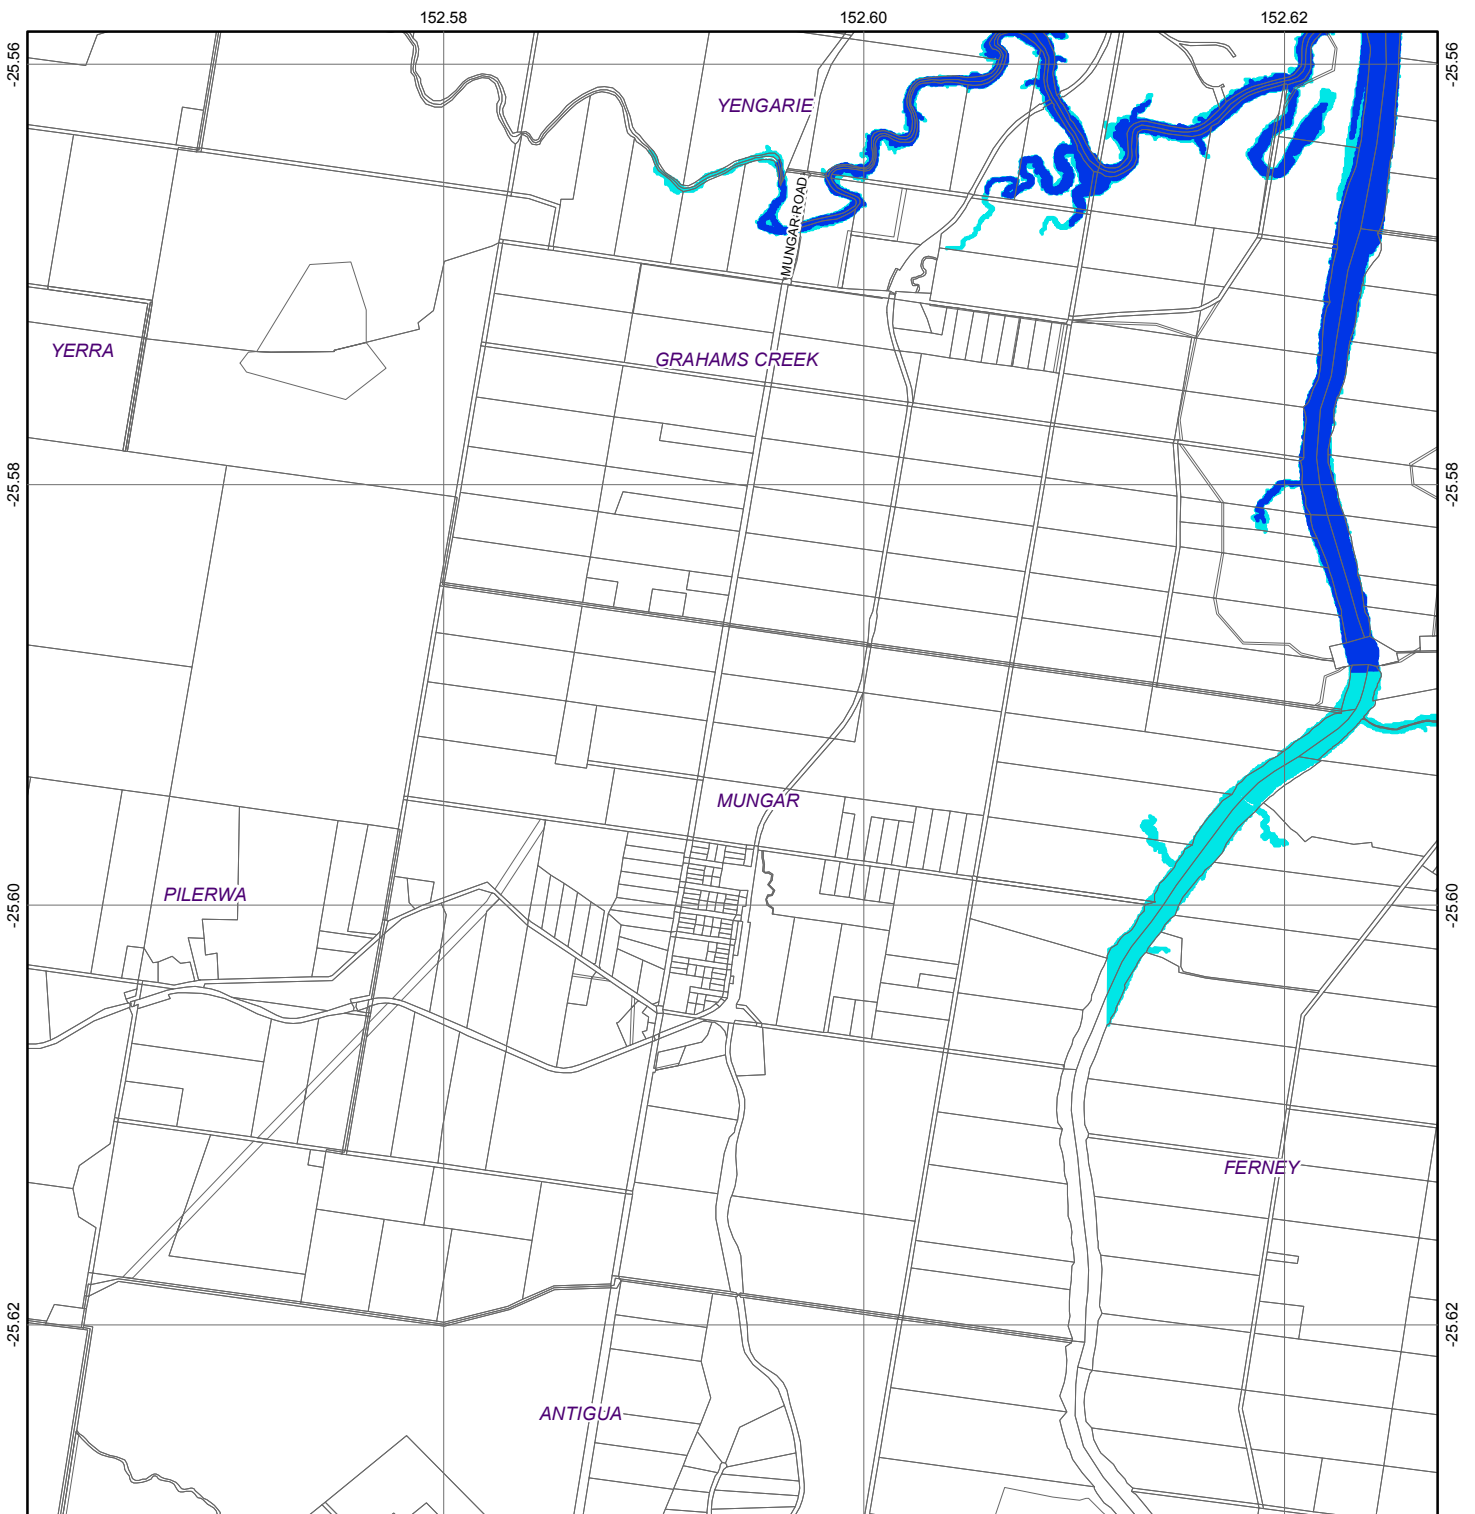 152.58
152.60
152.62
-25.56
-25.56
YENGARIE
MUNGAR ROAD
YERRA
GRAHAMS CREEK
-25.58
-25.58
MUNGAR
PILERWA
-25.60
-25.60
FERNEY
-25.62
-25.62
ANTIGUA